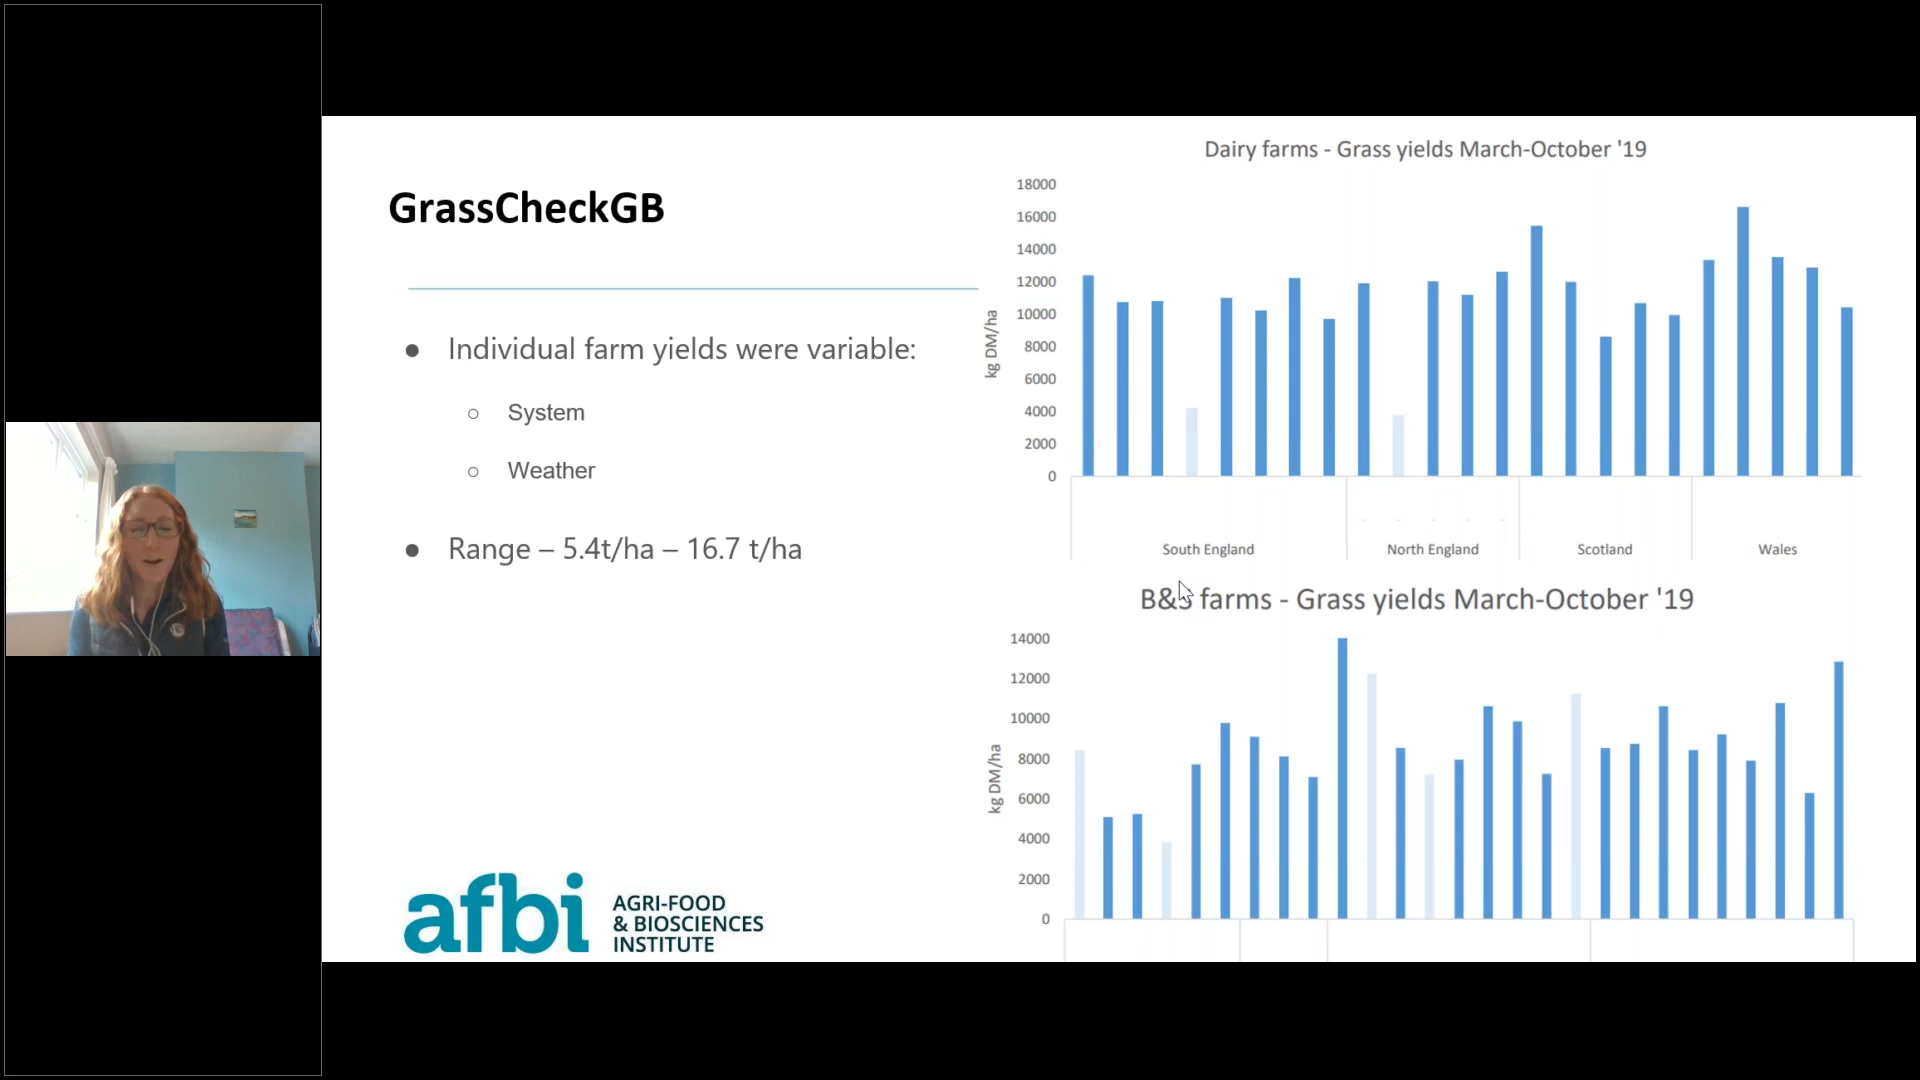 GrassCheckGB
● Individual farm yields were variable:
○ System
○ Weather
● Range – 5.4t/ha – 16.7 t/ha
afbi
AGRI-FOOD
& BIOSCIENCES
INSTITUTE
Dairy farms - Grass yields March-October '19
18000
16000
14000
12000
10000
8000
6000
4000
2000
0
kg DM/ha
South England
North England
Scotland
Wales
B&S farms - Grass yields March-October '19
14000
12000
10000
8000
6000
4000
2000
0
kg DM/ha